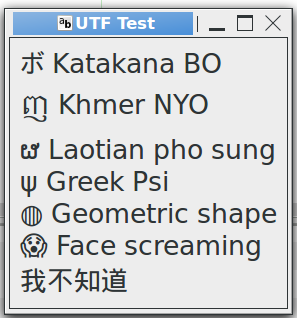 UTF Test
ボ Katakana BO
ញ Khmer NYO
ຜ Laotian pho sung
ψ Greek Psi
◍ Geometric shape
😱 Face screaming
我不知道